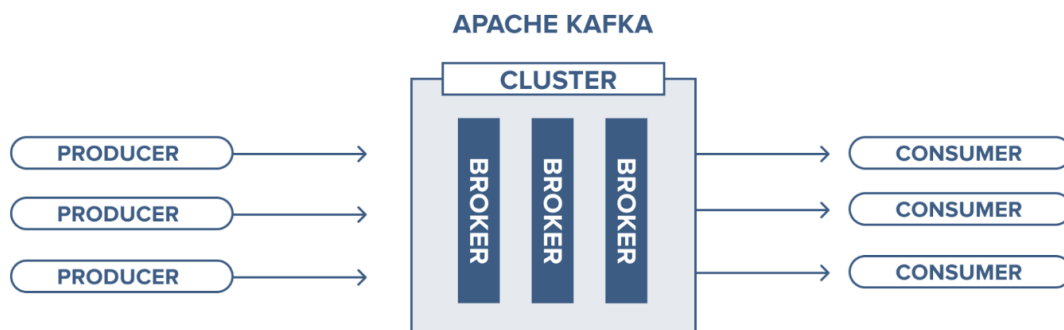 APACHE KAFKA
CLUSTER
PRODUCER
PRODUCER
PRODUCER
BROKER
BROKER
BROKER
CONSUMER
CONSUMER
CONSUMER